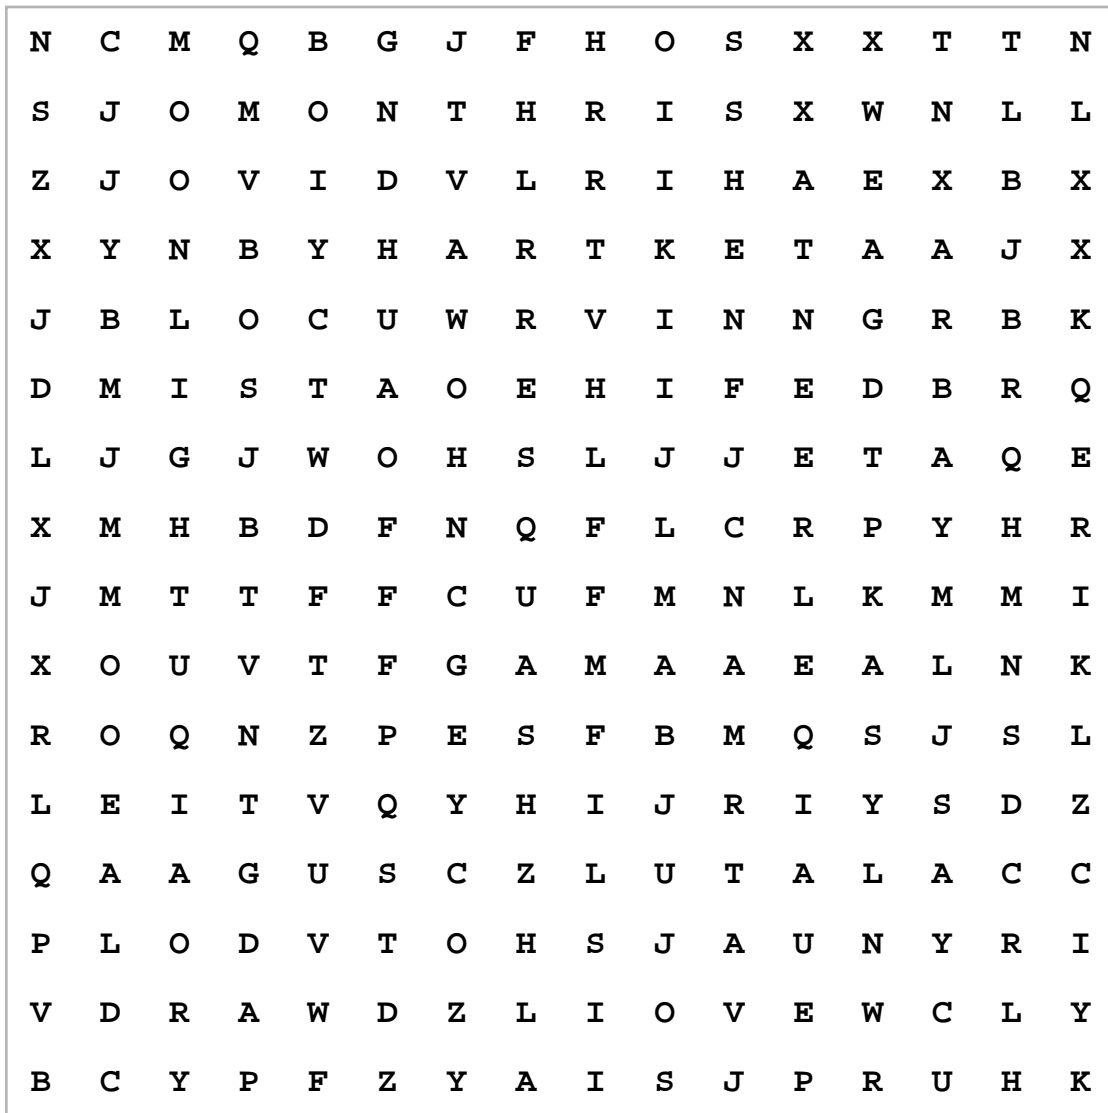 N C M Q B G J F H O S X X T T N
S J O M O N T H R I S X W N L L
Z J O V I D V L R I H A E X B X
X Y N B Y H A R T K E T A A J X
J B L O C U W R V I N N G R B K
D M I S T A O E H I F E D B R Q
L J G J W O H S L J J E T A Q E
X M H B D F N Q F L C R P Y H R
J M T T F F C U F M N L K M M I
X O U V T F G A M A A E A L N K
R O Q N Z P E S F B M Q S J S L
L E I T V Q Y H I J R I Y S D Z
Q A A G U S C Z L U T A L A C C
P L O D V T O H S J A U N Y R I
V D R A W D Z L I O V E W C L Y
B C Y P F Z Y A I S J P R U H K